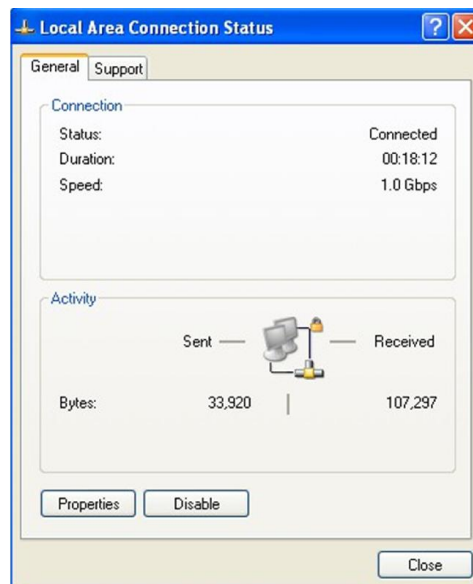 Local Area Connection Status
General Support
Connection
Status: Connected
Duration: 00:18:12
Speed: 1.0 Gbps
Activity
Sent Received
Bytes: 33,920 107,297
Properties Disable
Close